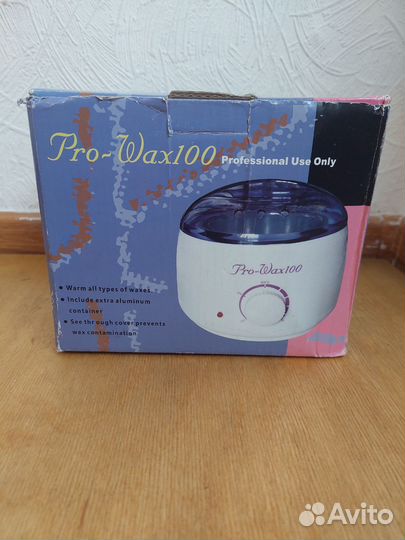 Pro-Wax100 Professional Use Only
Pro-Wax100
• Warm all types of waxes.
• Include extra aluminum
container
• See through cover prevents
wax contamination.
Avito